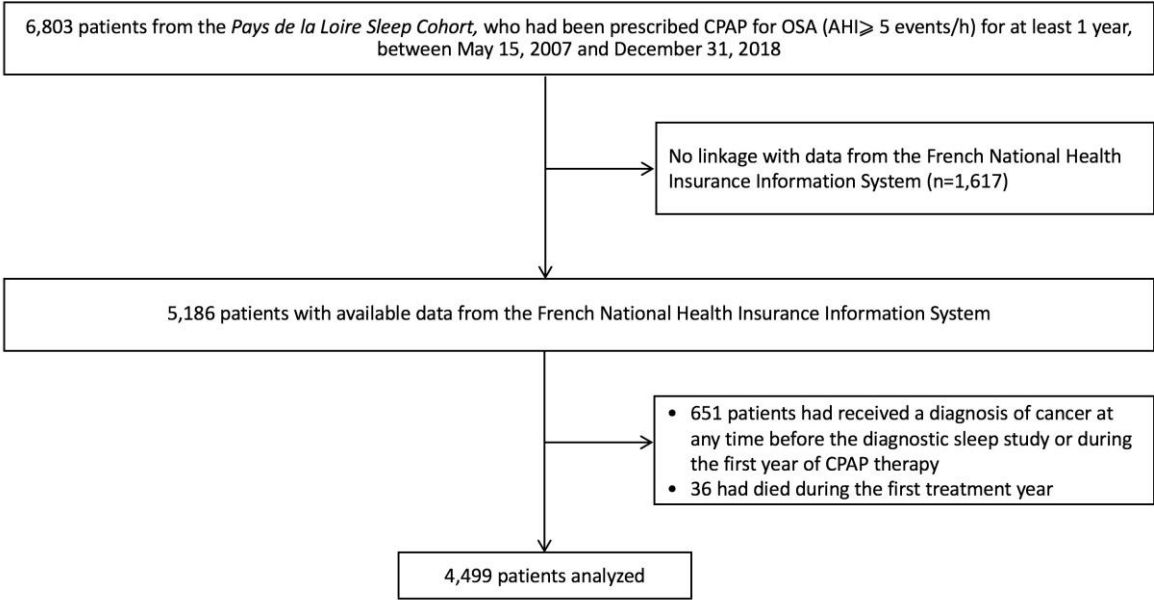 6,803 patients from the Pays de la Loire Sleep Cohort, who had been prescribed CPAP for OSA (AHI⩾ 5 events/h) for at least 1 year,
between May 15, 2007 and December 31, 2018
No linkage with data from the French National Health
Insurance Information System (n=1,617)
5,186 patients with available data from the French National Health Insurance Information System
• 651 patients had received a diagnosis of cancer at
any time before the diagnostic sleep study or during
the first year of CPAP therapy
• 36 had died during the first treatment year
4,499 patients analyzed